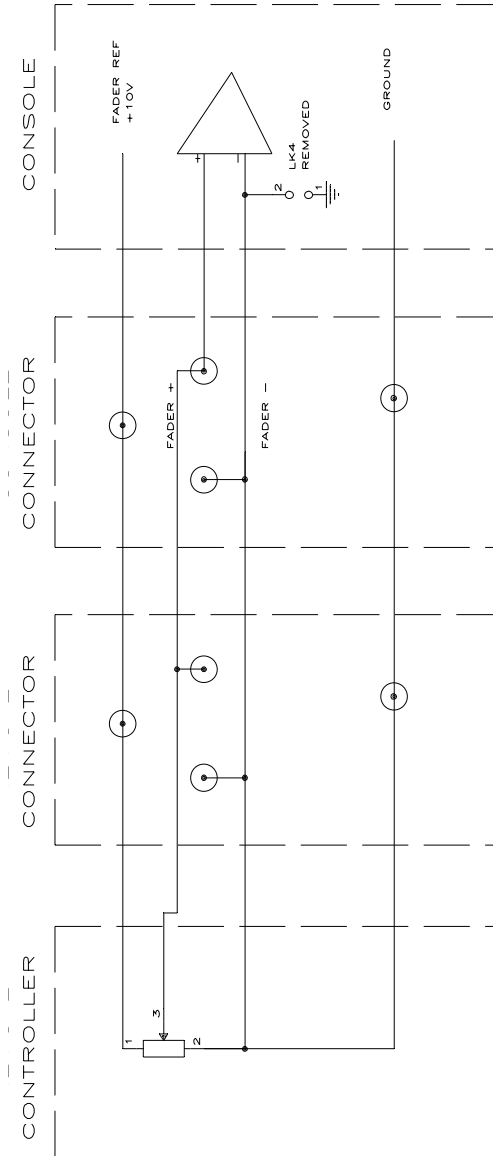 CONSOLE
FADER REF
+10V
+
−
LK4
REMOVED
2
1
GROUND
CONNECTOR
FADER +
FADER −
CONNECTOR
CONTROLLER
1
3
2